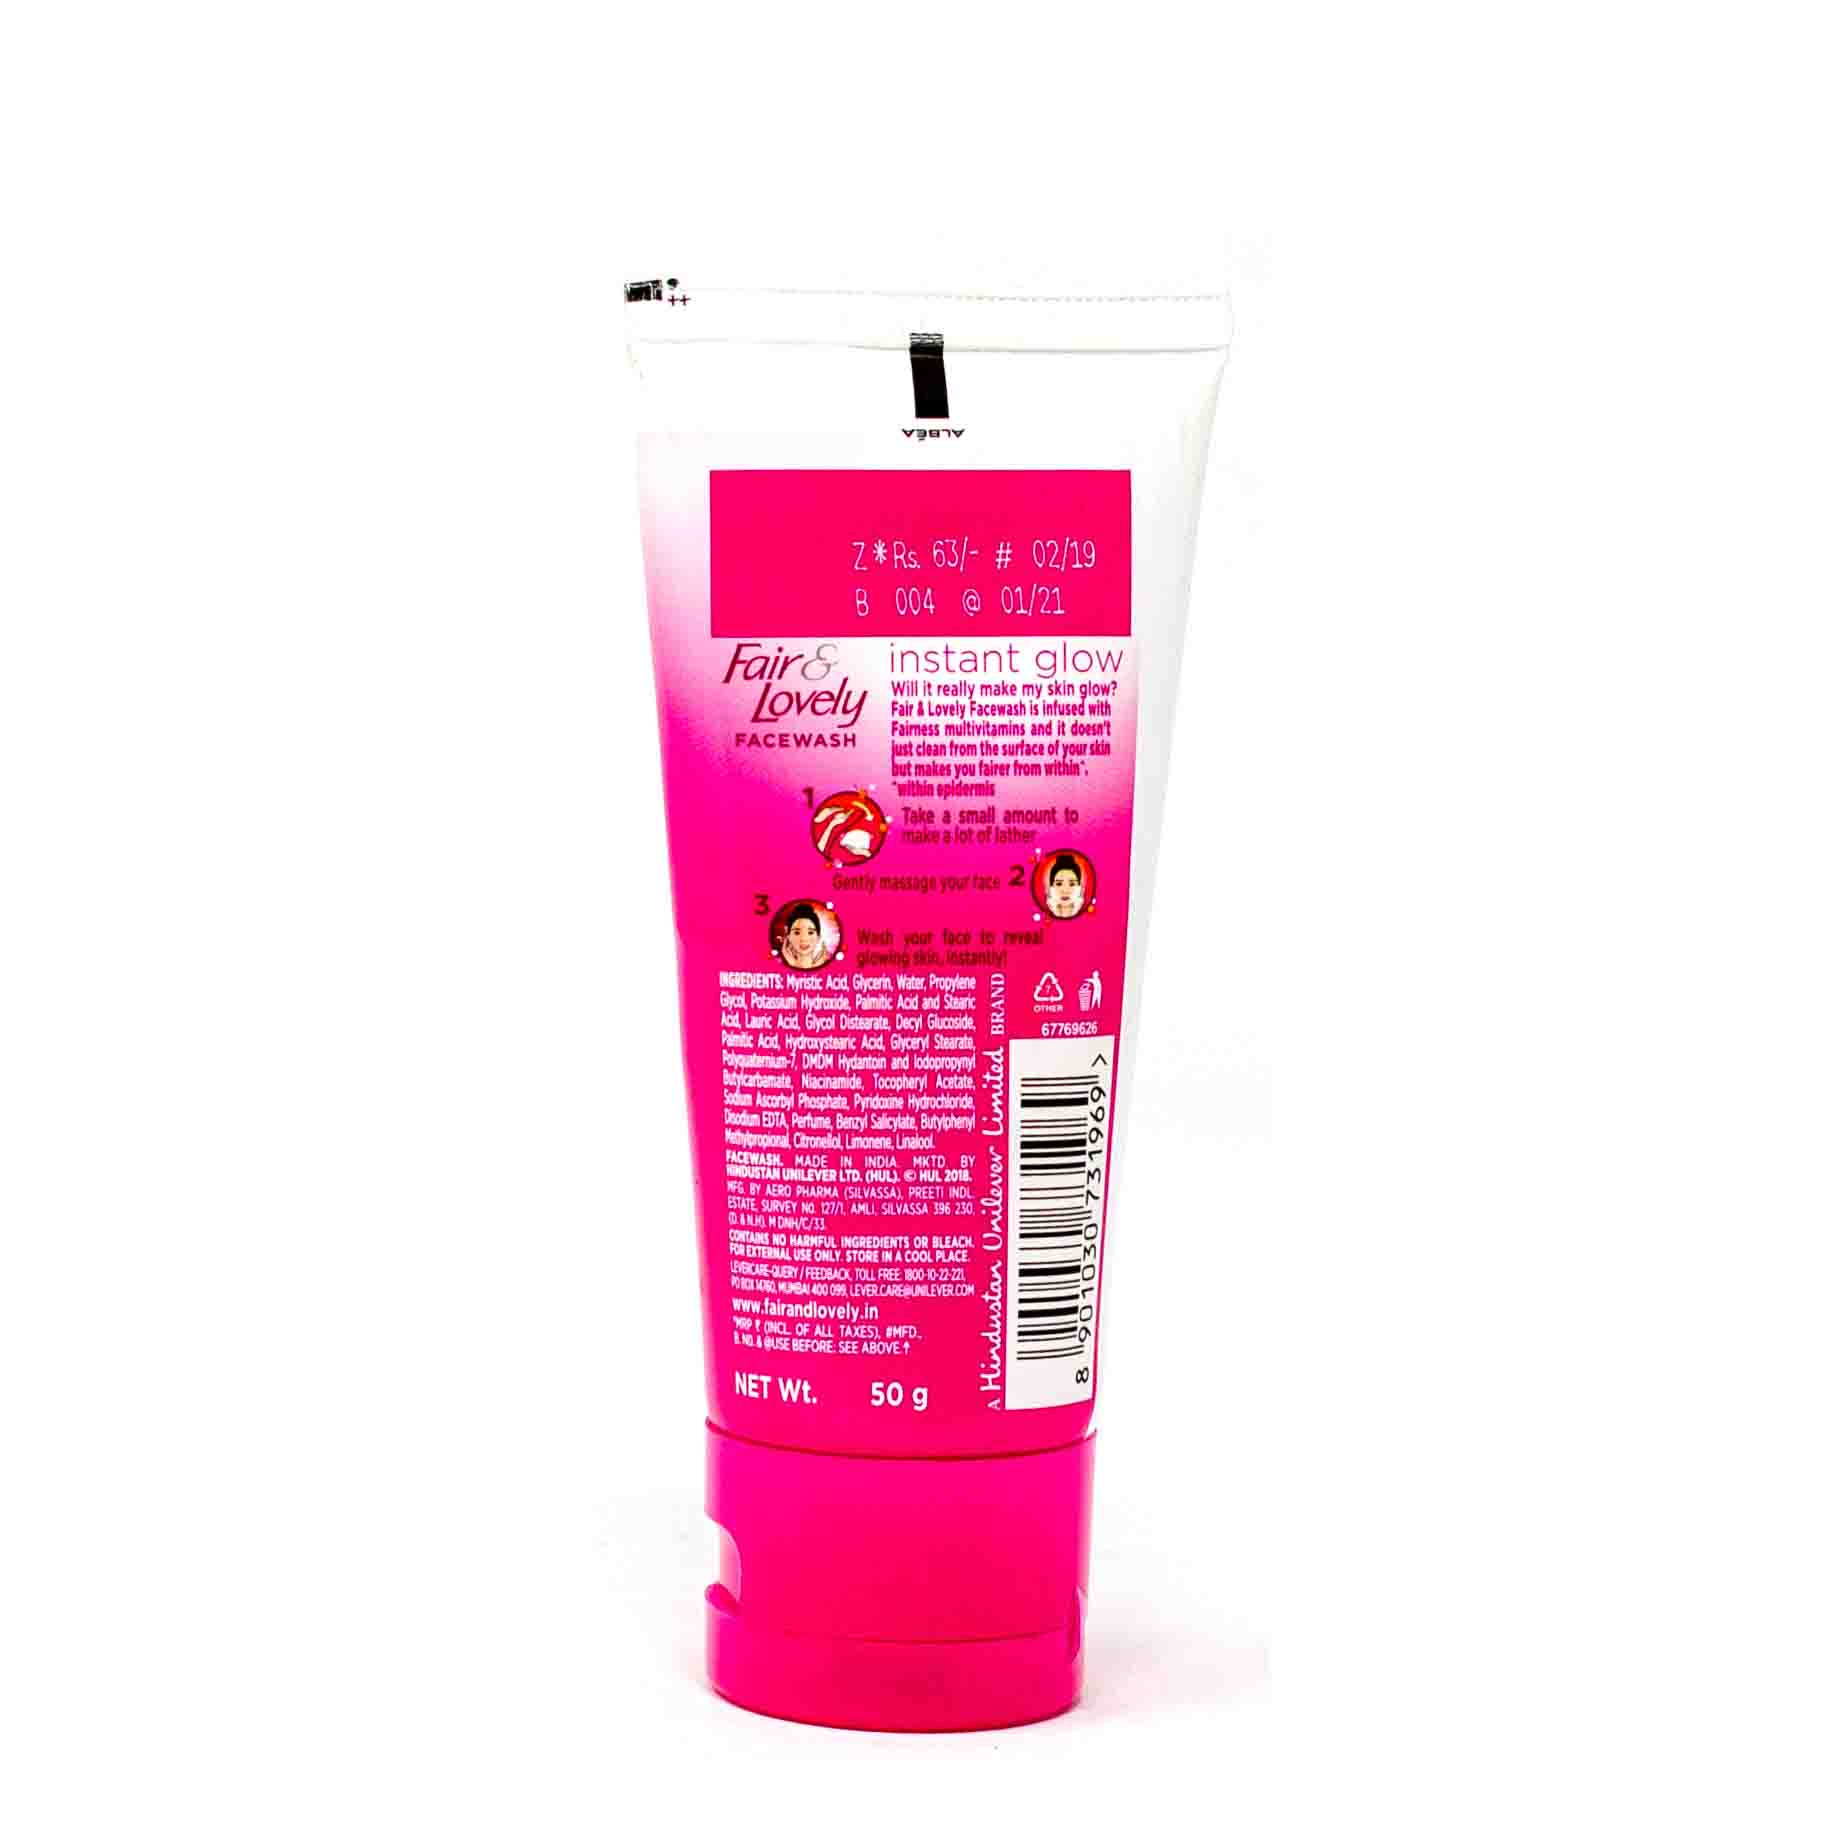 ++
ALBÉA
Z * Rs. 63/- # 02/19
B 004 @ 01/21
Fair &
Lovely
FACEWASH
instant glow
Will it really make my skin glow?
Fair & Lovely Facewash is infused with
Fairness multivitamins and it doesn't
just clean from the surface of your skin
but makes you fairer from within*.
*within epidermis
1
Take a small amount to
make a lot of lather
Gently massage your face 2
3
Wash your face to reveal
glowing skin, instantly!
INGREDIENTS: Myristic Acid, Glycerin, Water, Propylene
Glycol, Potassium Hydroxide, Palmitic Acid and Stearic
Acid, Lauric Acid, Glycol Distearate, Decyl Glucoside,
Palmitic Acid, Hydroxystearic Acid, Glyceryl Stearate,
Polyquaternium-7, DMDM Hydantoin and Iodopropynyl
Butylcarbamate, Niacinamide, Tocopheryl Acetate,
Sodium Ascorbyl Phosphate, Pyridoxine Hydrochloride,
Disodium EDTA, Perfume, Benzyl Salicylate, Butylphenyl
Methylpropional, Citronellol, Limonene, Linalool.
FACEWASH. MADE IN INDIA. MKTD. BY
HINDUSTAN UNILEVER LTD. (HUL). © HUL 2018.
MFG. BY AERO PHARMA (SILVASSA), PREETI INDL.
ESTATE, SURVEY No. 127/1, AMLI, SILVASSA 396 230,
(D. & N.H). M DNH/C/33.
CONTAINS NO HARMFUL INGREDIENTS OR BLEACH.
FOR EXTERNAL USE ONLY. STORE IN A COOL PLACE.
LEVERCARE-QUERY / FEEDBACK, TOLL FREE: 1800-10-22-221,
PO BOX 14760, MUMBAI 400 099, LEVER.CARE@UNILEVER.COM
www.fairandlovely.in
*MRP ₹ (INCL. OF ALL TAXES), #MFD.,
B. NO. & @USE BEFORE: SEE ABOVE ↑
NET Wt. 50 g
A Hindustan Unilever Limited BRAND
7
OTHER
67769626
8 901030 731969 >